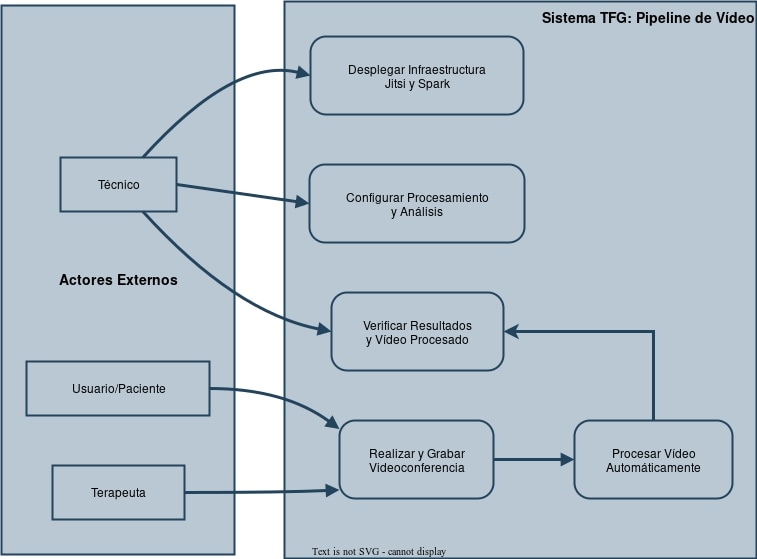 Sistema TFG: Pipeline de Vídeo
Desplegar Infraestructura
Jitsi y Spark
Técnico
Configurar Procesamiento
y Análisis
Actores Externos
Verificar Resultados
y Vídeo Procesado
Usuario/Paciente
Realizar y Grabar
Videoconferencia
Procesar Vídeo
Automáticamente
Terapeuta
Text is not SVG - cannot display